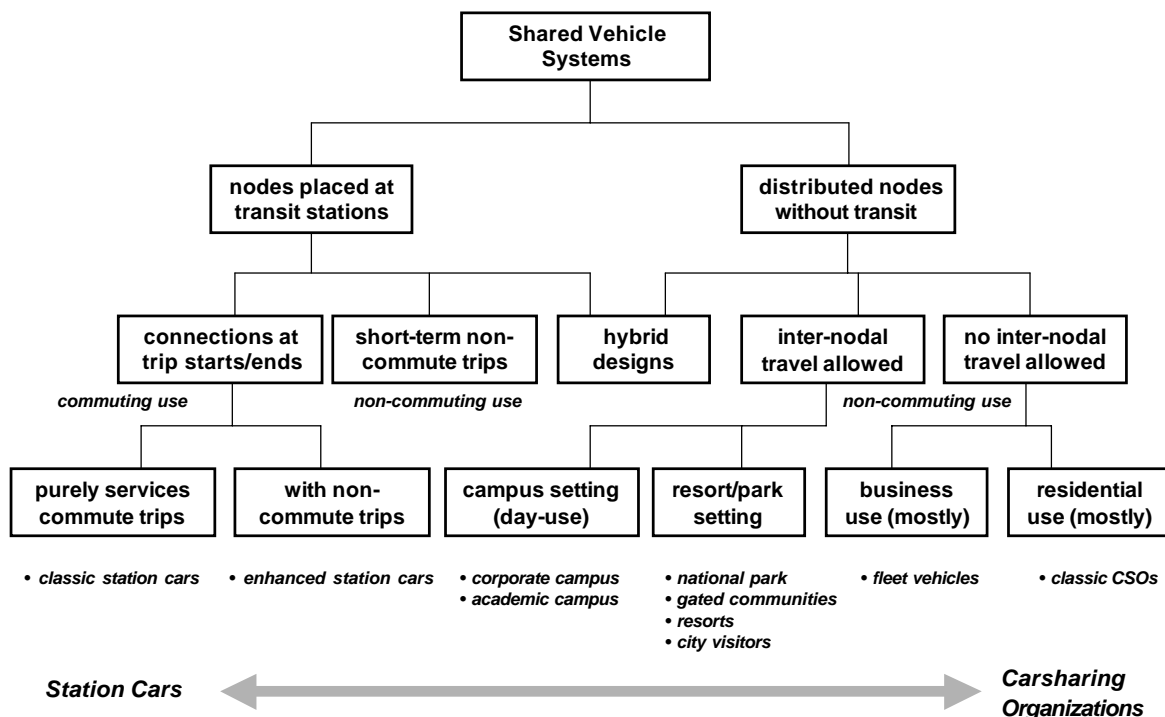 Shared Vehicle
Systems
nodes placed at
transit stations
distributed nodes
without transit
connections at
trip starts/ends
short-term non-
commute trips
hybrid
designs
inter-nodal
travel allowed
no inter-nodal
travel allowed
commuting use
non-commuting use
non-commuting use
purely services
commute trips
with non-
commute trips
campus setting
(day-use)
resort/park
setting
business
use (mostly)
residential
use (mostly)
• classic station cars
• enhanced station cars
• corporate campus
• academic campus
• national park
• gated communities
• resorts
• city visitors
• fleet vehicles
• classic CSOs
Station Cars
Carsharing
Organizations